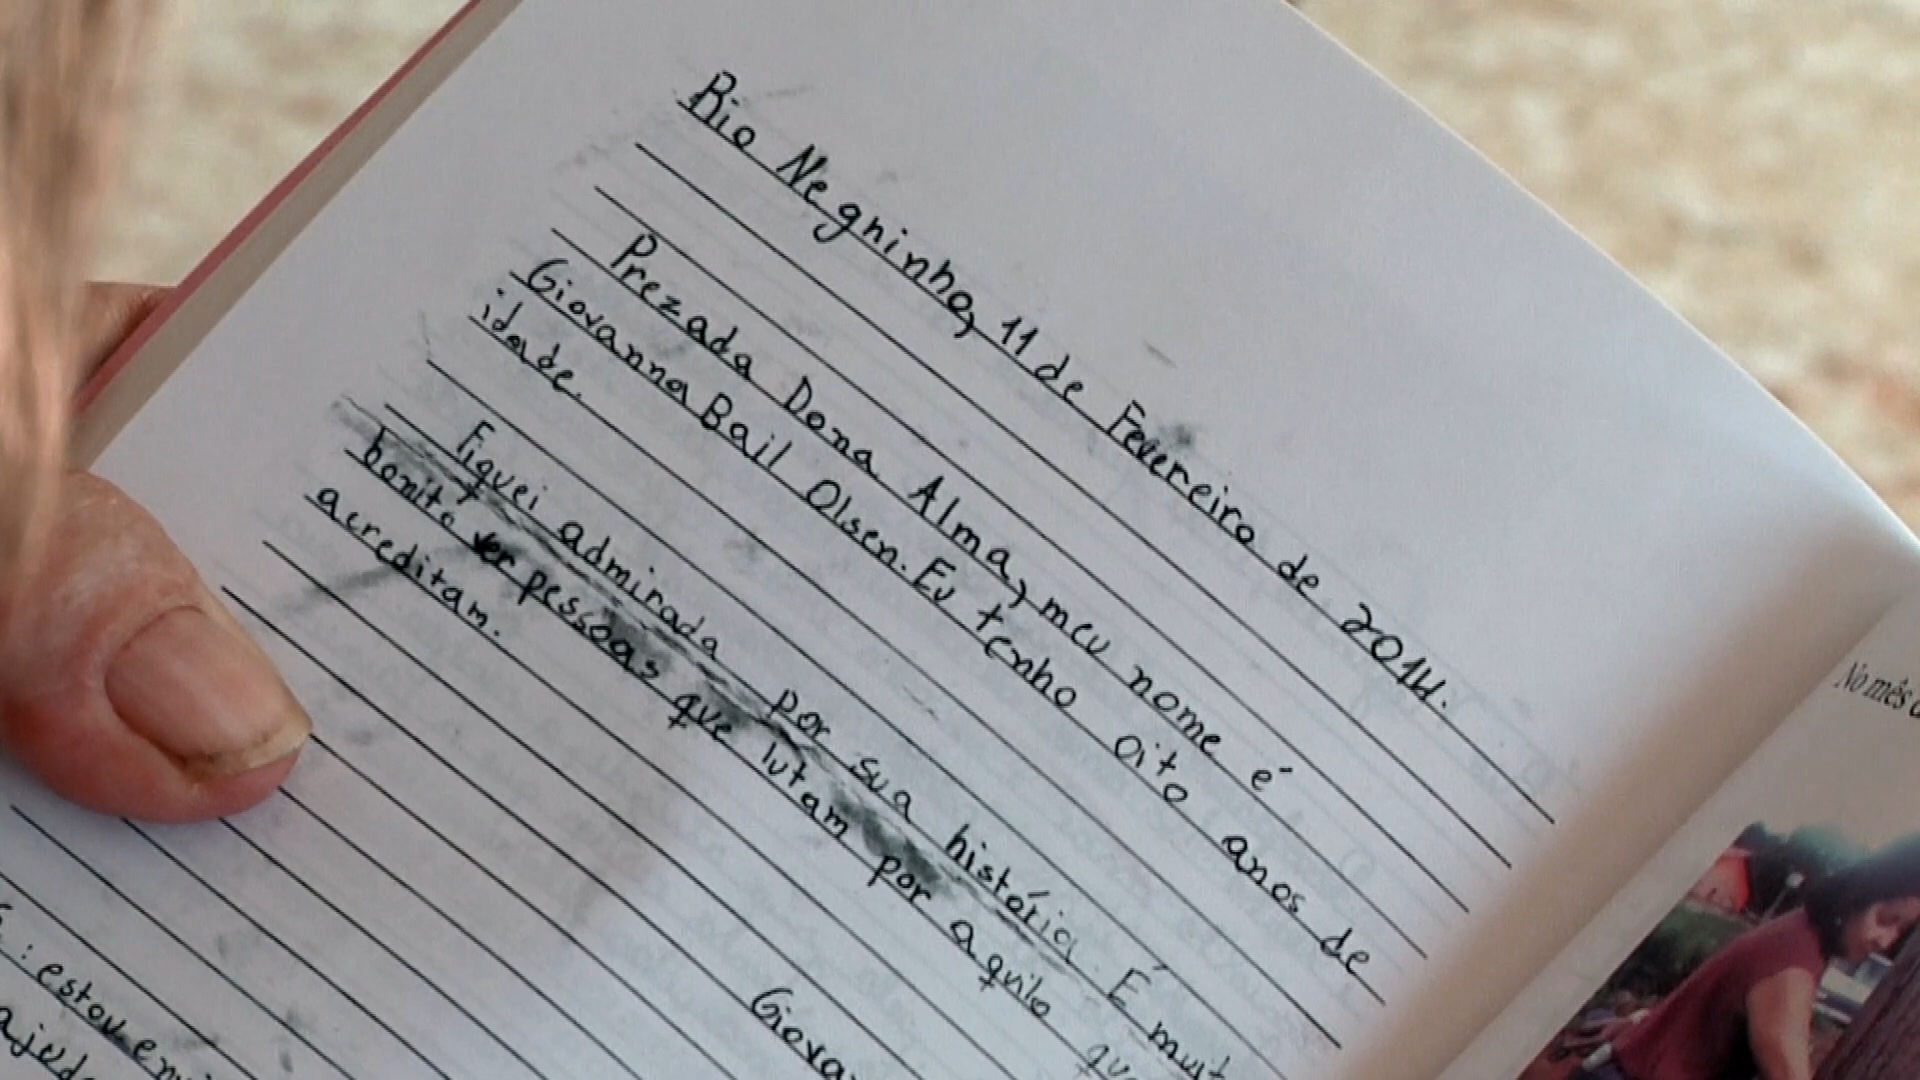 Rio Negrinho, 11 de Fevereiro de 2014.
Prezada Dona Alma, meu nome é
Giovanna Bail Olsen. Eu tenho oito anos de
idade.
Fiquei admirada por sua história. É muit
bonito ver pessoas que lutam por aquilo qu
acreditam.
Giova
: estou
ajud
No mês